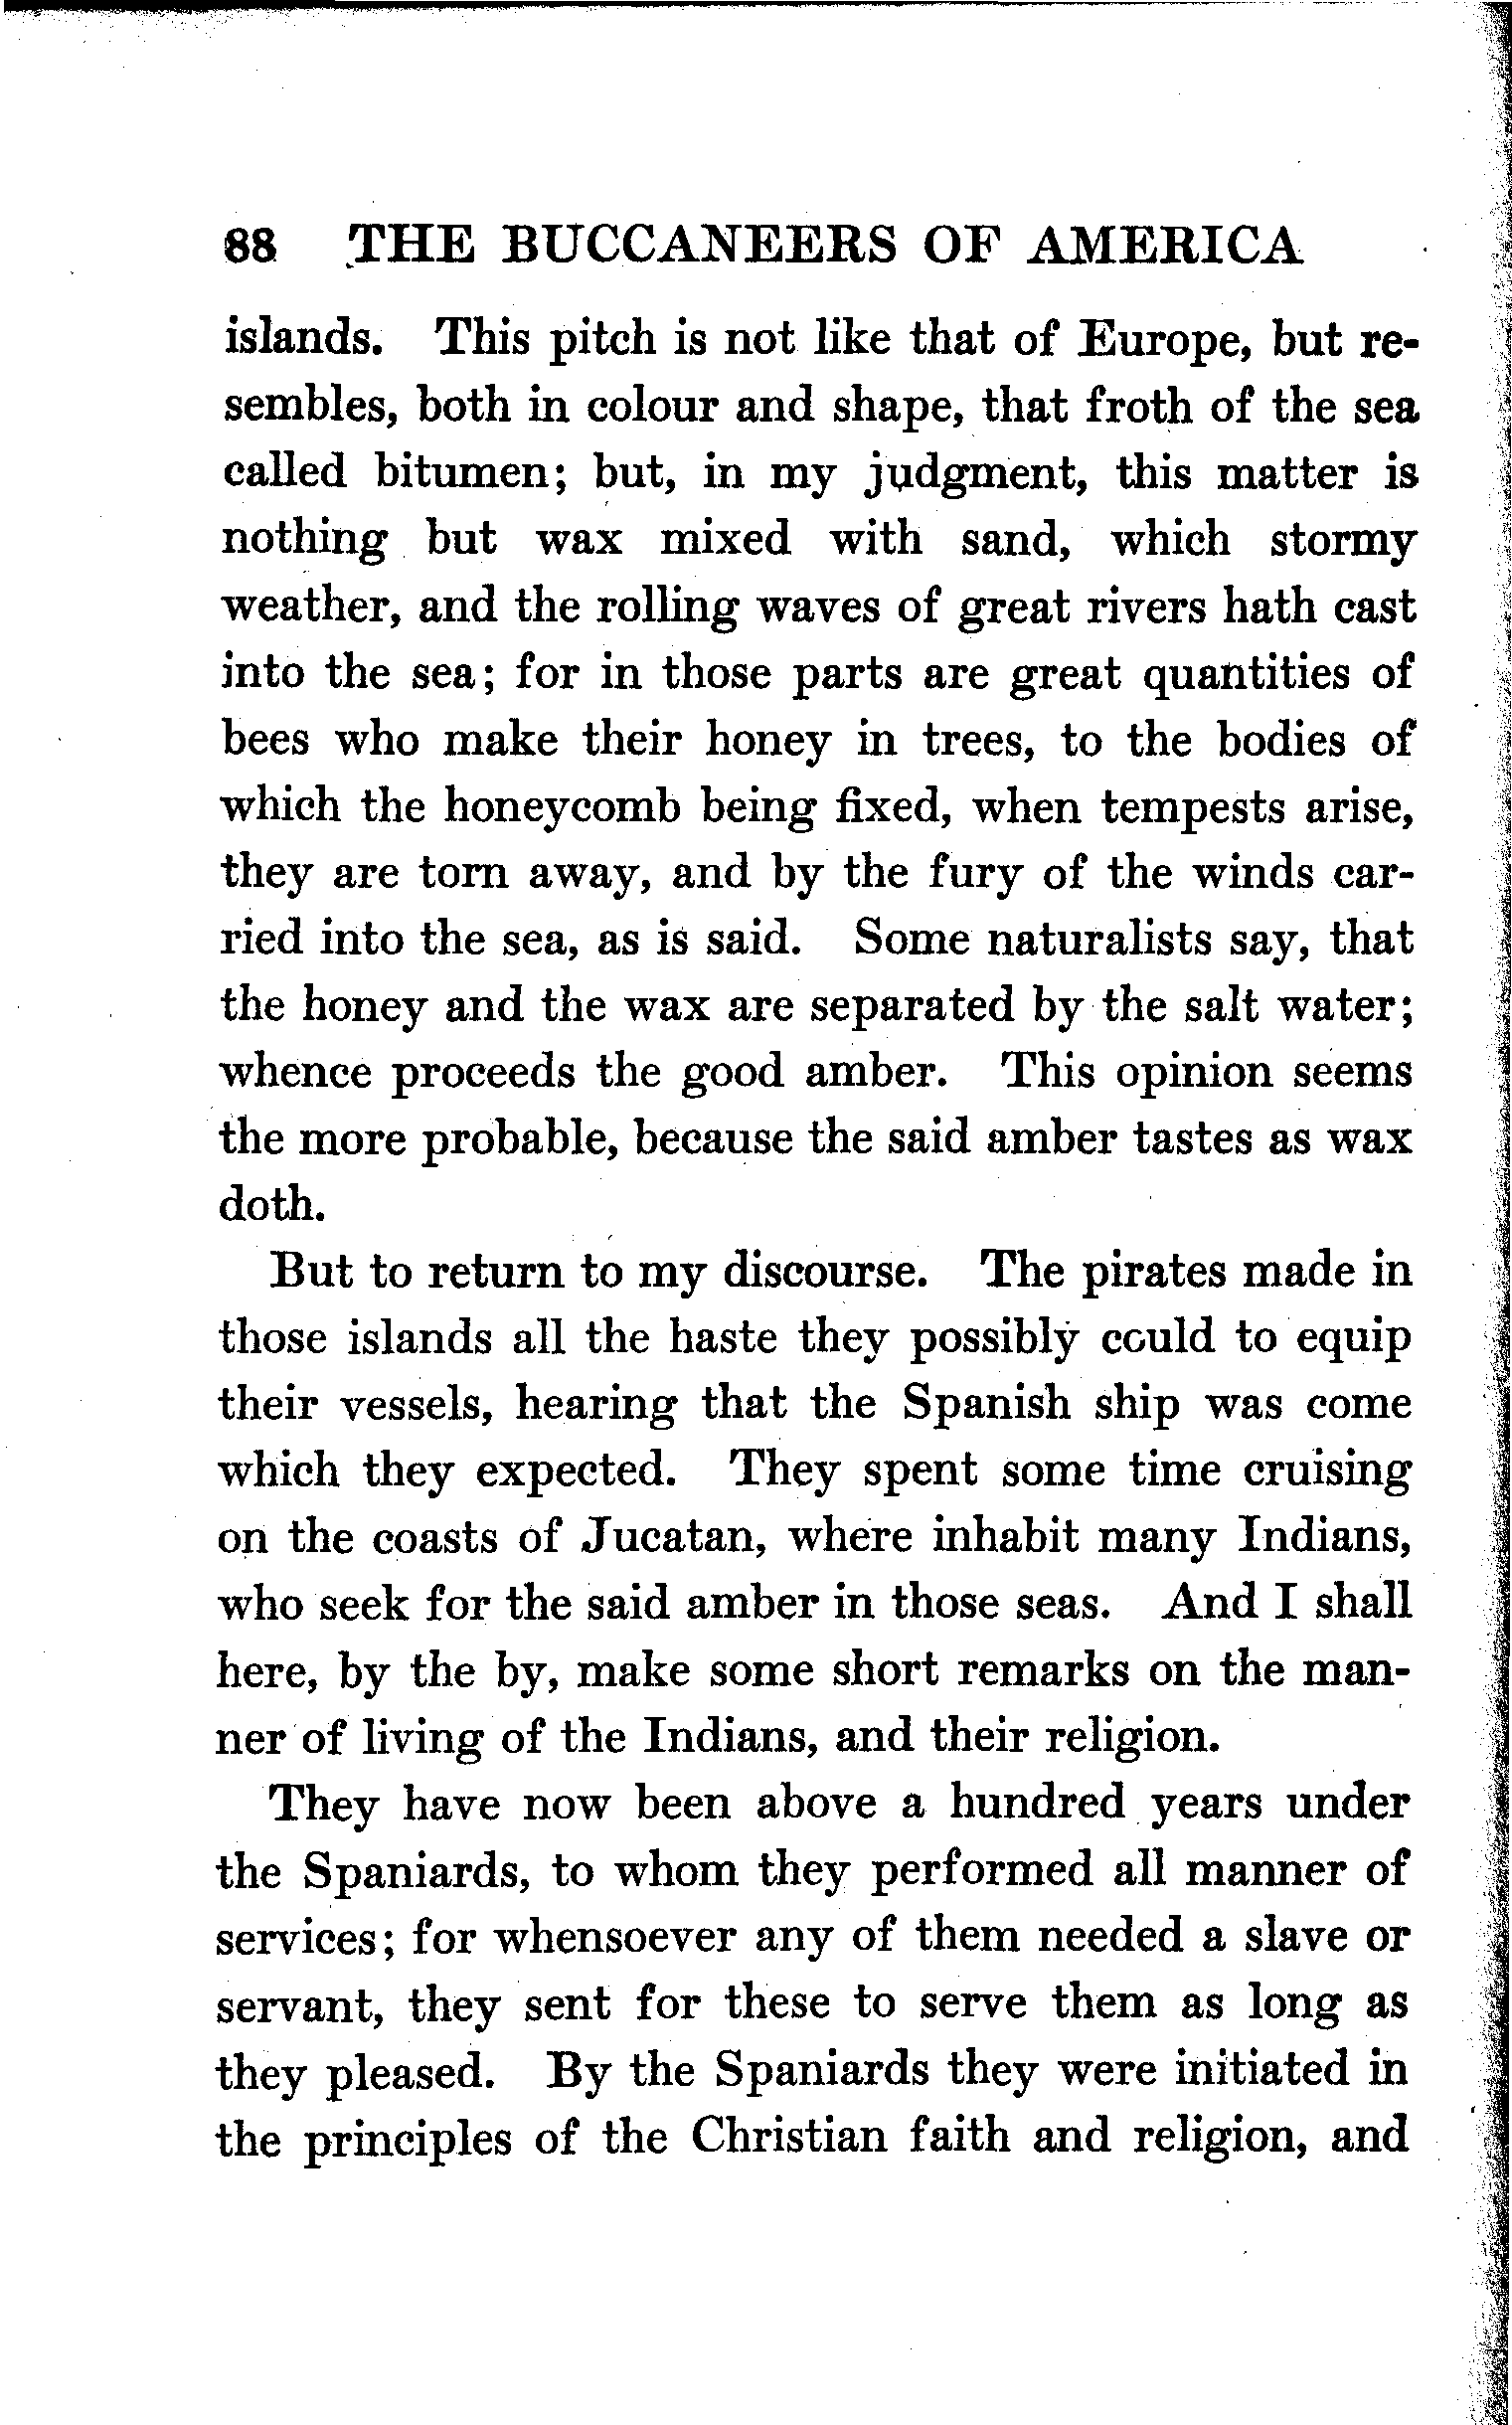 88 THE BUCCANEERS OF AMERICA
islands. This pitch is not like that of Europe, but re-
sembles, both in colour and shape, that froth of the sea
called bitumen; but, in my judgment, this matter is
nothing but wax mixed with sand, which stormy
weather, and the rolling waves of great rivers hath cast
into the sea; for in those parts are great quantities of
bees who make their honey in trees, to the bodies of
which the honeycomb being fixed, when tempests arise,
they are torn away, and by the fury of the winds car-
ried into the sea, as is said. Some naturalists say, that
the honey and the wax are separated by the salt water;
whence proceeds the good amber. This opinion seems
the more probable, because the said amber tastes as wax
doth.
But to return to my discourse. The pirates made in
those islands all the haste they possibly could to equip
their vessels, hearing that the Spanish ship was come
which they expected. They spent some time cruising
on the coasts of Jucatan, where inhabit many Indians,
who seek for the said amber in those seas. And I shall
here, by the by, make some short remarks on the man-
ner of living of the Indians, and their religion.
They have now been above a hundred years under
the Spaniards, to whom they performed all manner of
services; for whensoever any of them needed a slave or
servant, they sent for these to serve them as long as
they pleased. By the Spaniards they were initiated in
the principles of the Christian faith and religion, and